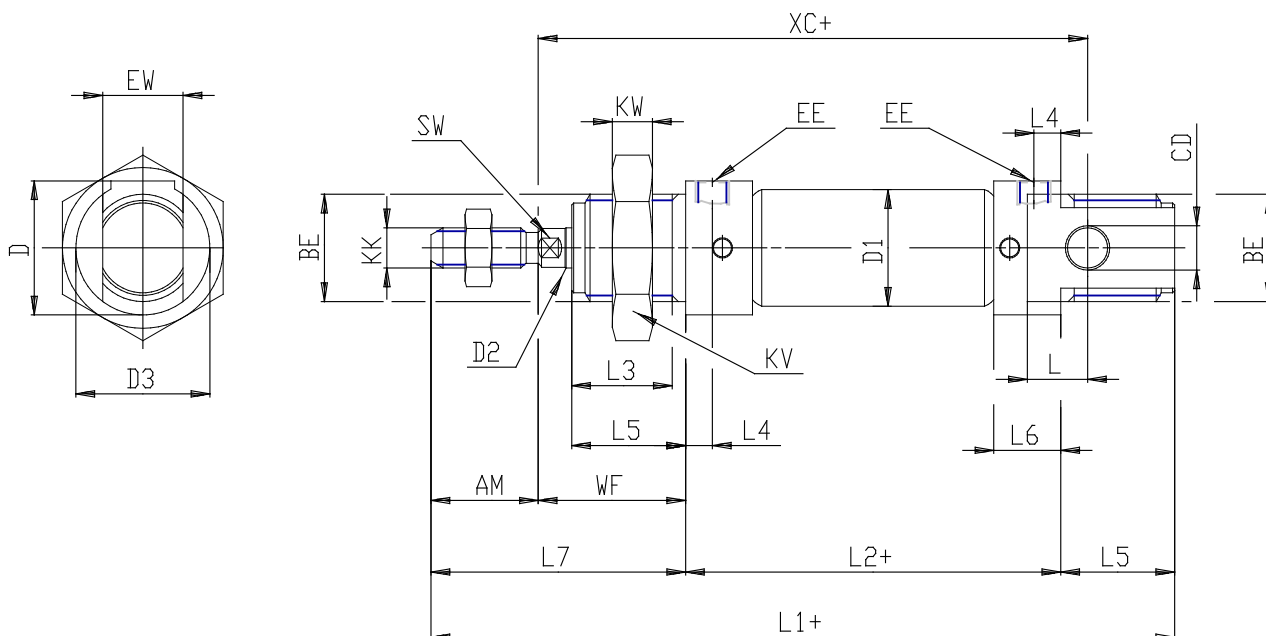 XC+
EW
KW
EE
EE
L4
SW
CD
D
BE
KK
D1
BE
D2
KV
D3
L3
L
L5
L4
L6
AM
WF
L7
L2+
L5
L1+